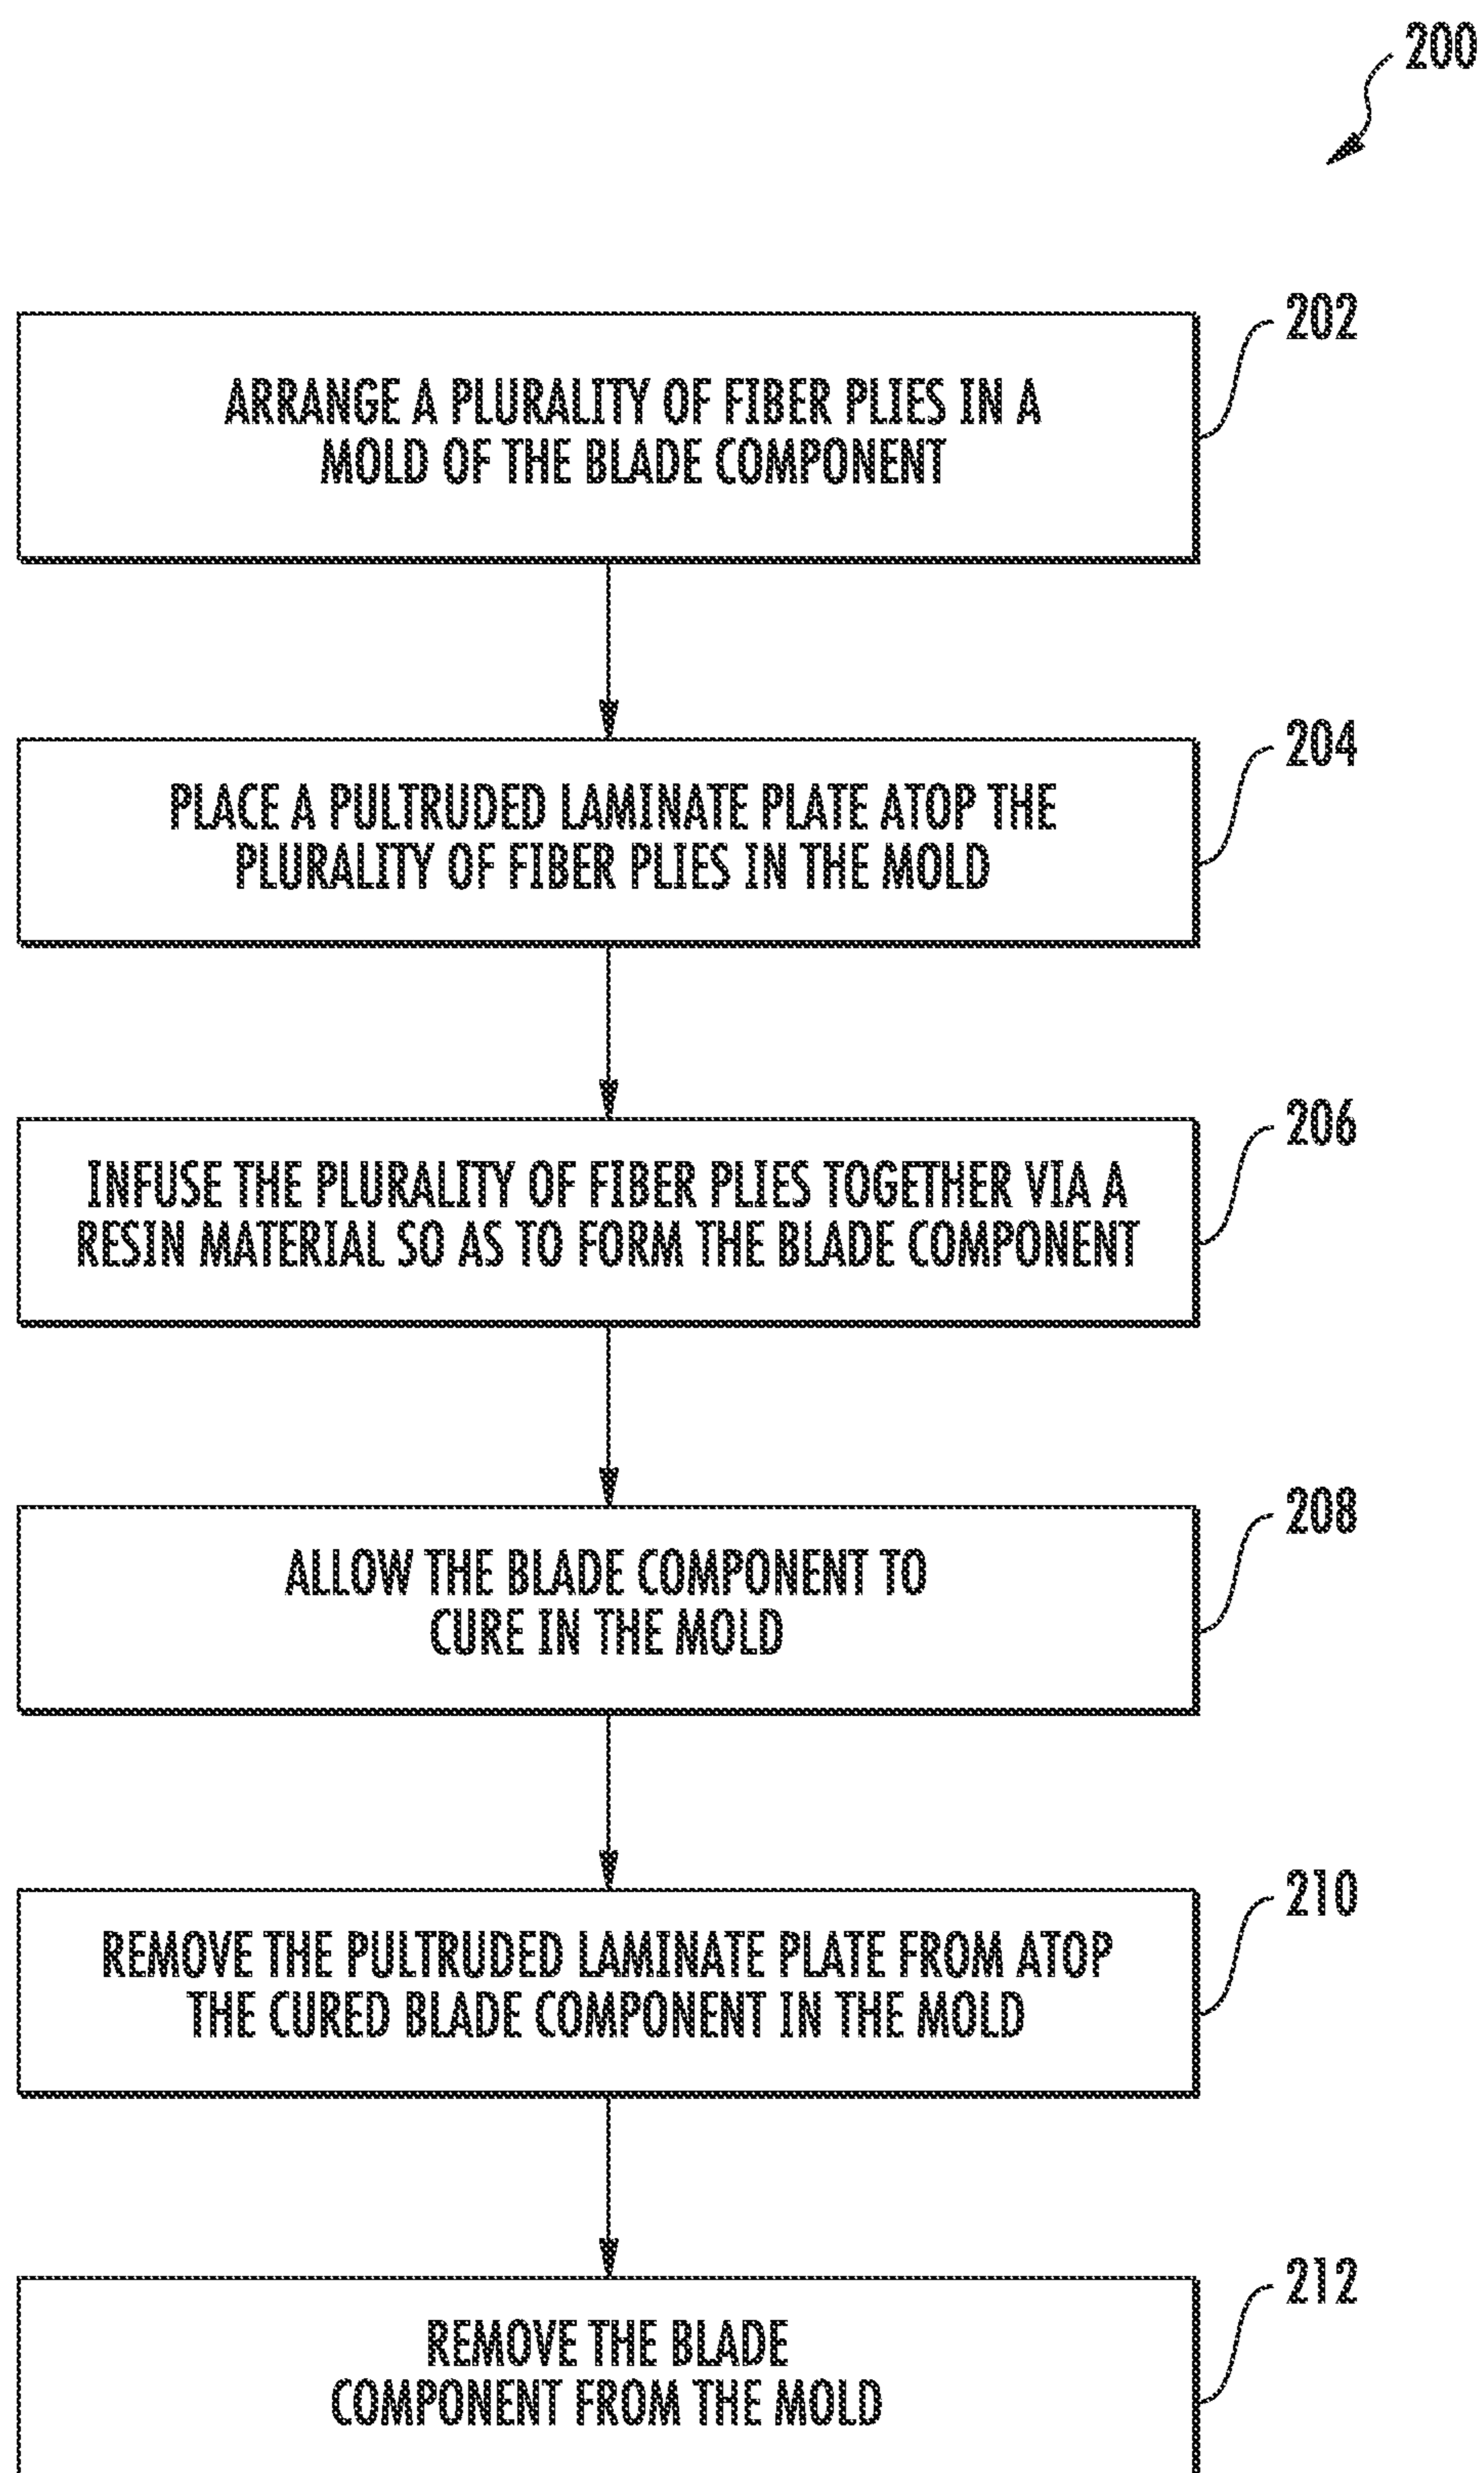 200
202
ARRANGE A PLURALITY OF FIBER PLIES IN A
MOLD OF THE BLADE COMPONENT
204
PLACE A PULTRUDED LAMINATE PLATE ATOP THE
PLURALITY OF FIBER PLIES IN THE MOLD
206
INFUSE THE PLURALITY OF FIBER PLIES TOGETHER VIA A
RESIN MATERIAL SO AS TO FORM THE BLADE COMPONENT
208
ALLOW THE BLADE COMPONENT TO
CURE IN THE MOLD
210
REMOVE THE PULTRUDED LAMINATE PLATE FROM ATOP
THE CURED BLADE COMPONENT IN THE MOLD
212
REMOVE THE BLADE
COMPONENT FROM THE MOLD